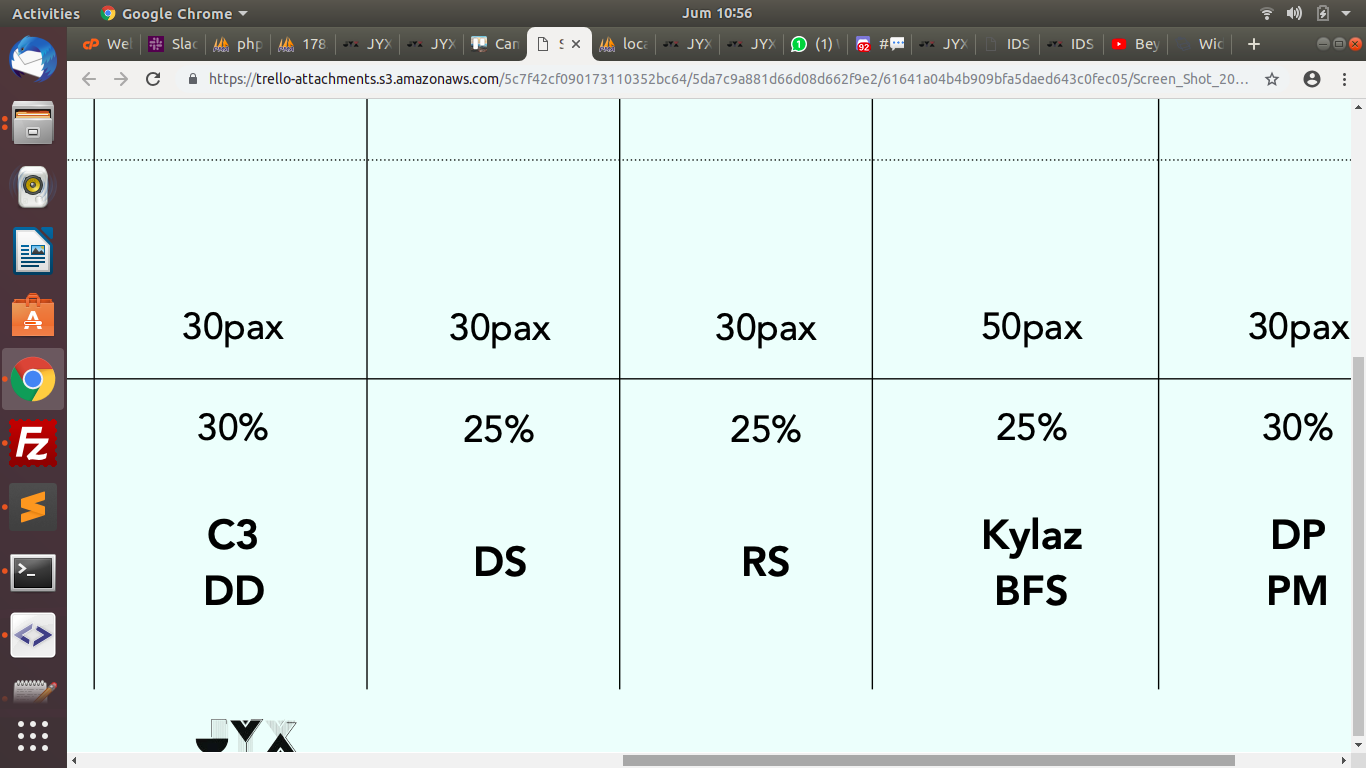 Activities
Google Chrome
Jum 10:56
Wel
Slac
php
178
JYX
JYX
Can
S
loca
JYX
JYX
(1) W
#
JYX
IDS
IDS
Bey
Wid
https://trello-attachments.s3.amazonaws.com/5c7f42cf090173110352bc64/5da7c9a881d66d08d662f9e2/61641a04b4b909bfa5daed643c0fec05/Screen_Shot_20...
30pax 30pax 30pax 50pax 30pax
30% 25% 25% 25% 30%
C3
DD
DS
RS
Kylaz
BFS
DP
PM
JYX